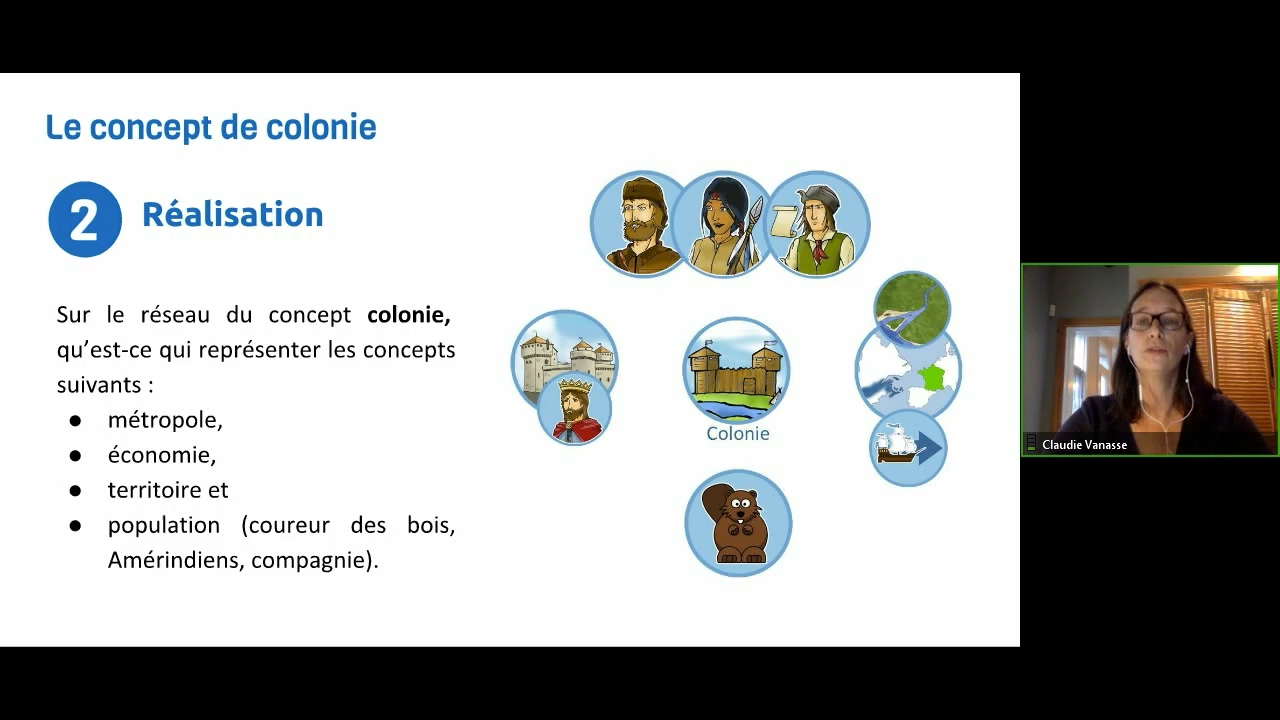 Le concept de colonie
2
Réalisation
Sur le réseau du concept colonie,
qu'est-ce qui représenter les concepts
suivants :
● métropole,
● économie,
● territoire et
● population (coureur des bois,
Amérindiens, compagnie).
Colonie
Claudie Vanasse